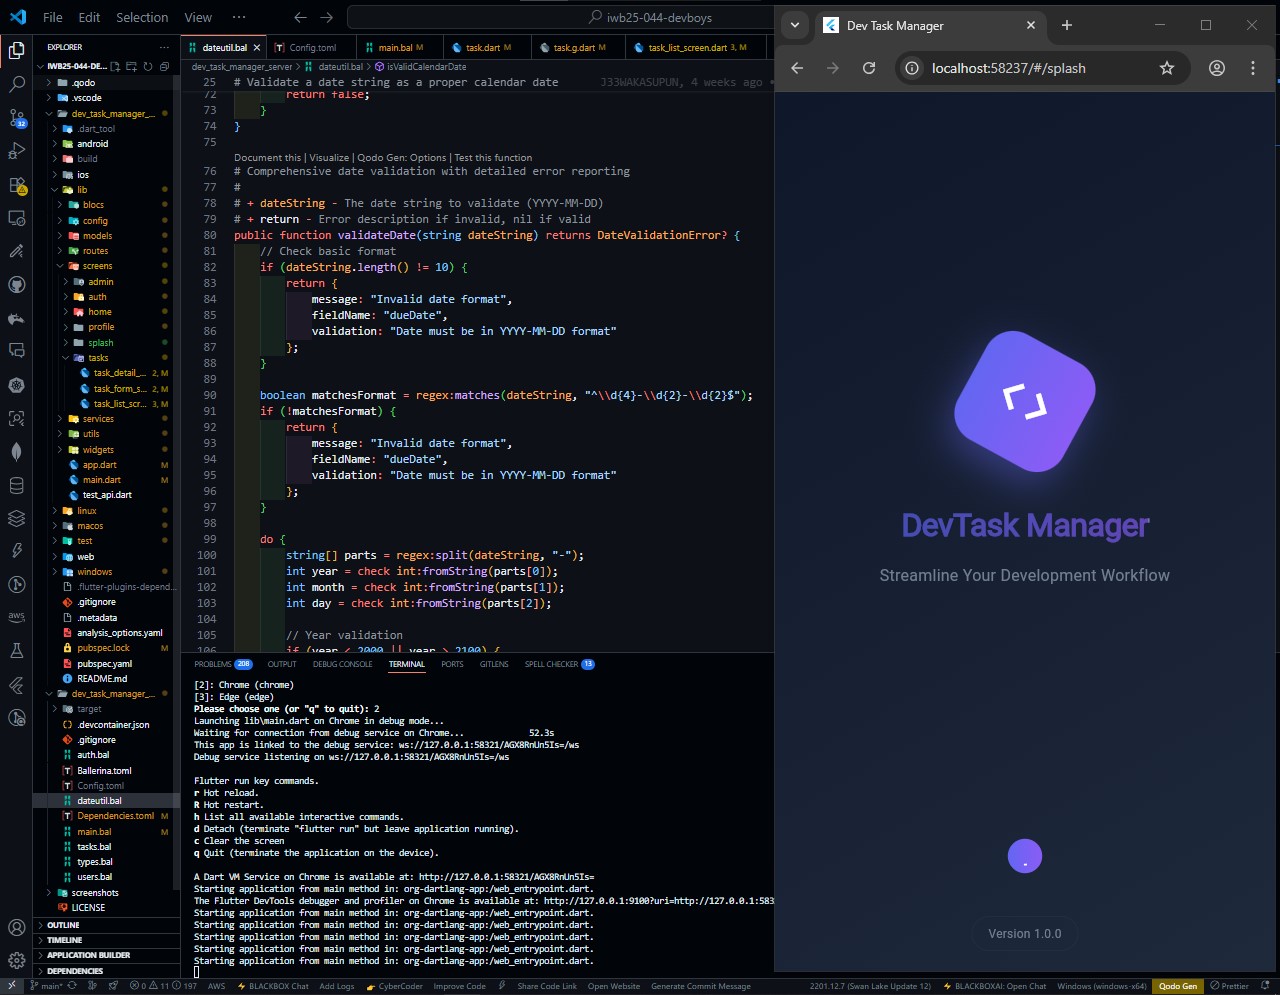 File Edit Selection View ··· iwb25-044-devboys
EXPLORER ···
IWB25-044-DE...
.qodo
.vscode
dev_task_manager_...
.dart_tool
android
build
ios
lib
blocs
config
models
routes
screens
admin
auth
home
profile
splash
tasks
task_detail_... 2, M
task_form_s... 2, M
task_list_scr... 3, M
services
utils
widgets
app.dart M
main.dart M
test_api.dart
linux
macos
test
web
windows
.flutter-plugins-depend...
.gitignore
.metadata
analysis_options.yaml
pubspec.lock M
pubspec.yaml
README.md
dev_task_manager_...
target
.devcontainer.json
.gitignore
auth.bal
Ballerina.toml
Config.toml
dateutil.bal
Dependencies.toml M
main.bal M
tasks.bal
types.bal
users.bal
screenshots
LICENSE
OUTLINE
TIMELINE
APPLICATION BUILDER
DEPENDENCIES
32
aws
dateutil.bal Config.toml main.bal M task.dart M task.g.dart M task_list_screen.dart 3, M
dev_task_manager_server > dateutil.bal > isValidCalendarDate
25 # Validate a date string as a proper calendar date J33WAKASUPUN, 4 weeks ago •
72 return false;
73 }
74 }
75
Document this | Visualize | Qodo Gen: Options | Test this function
76 # Comprehensive date validation with detailed error reporting
77 #
78 # + dateString - The date string to validate (YYYY-MM-DD)
79 # + return - Error description if invalid, nil if valid
80 public function validateDate(string dateString) returns DateValidationError? {
81 // Check basic format
82 if (dateString.length() != 10) {
83 return {
84 message: "Invalid date format",
85 fieldName: "dueDate",
86 validation: "Date must be in YYYY-MM-DD format"
87 };
88 }
89
90 boolean matchesFormat = regex:matches(dateString, "^\\d{4}-\\d{2}-\\d{2}$");
91 if (!matchesFormat) {
92 return {
93 message: "Invalid date format",
94 fieldName: "dueDate",
95 validation: "Date must be in YYYY-MM-DD format"
96 };
97 }
98
99 do {
100 string[] parts = regex:split(dateString, "-");
101 int year = check int:fromString(parts[0]);
102 int month = check int:fromString(parts[1]);
103 int day = check int:fromString(parts[2]);
104
105 // Year validation
106 if (year < 2000 || year > 2100) {
PROBLEMS 208 OUTPUT DEBUG CONSOLE TERMINAL PORTS GITLENS SPELL CHECKER 13
[2]: Chrome (chrome)
[3]: Edge (edge)
Please choose one (or "q" to quit): 2
Launching lib\main.dart on Chrome in debug mode...
Waiting for connection from debug service on Chrome... 52.3s
This app is linked to the debug service: ws://127.0.0.1:58321/AGX8RnUn5Is=/ws
Debug service listening on ws://127.0.0.1:58321/AGX8RnUn5Is=/ws
Flutter run key commands.
r Hot reload.
R Hot restart.
h List all available interactive commands.
d Detach (terminate "flutter run" but leave application running).
c Clear the screen
q Quit (terminate the application on the device).
A Dart VM Service on Chrome is available at: http://127.0.0.1:58321/AGX8RnUn5Is=
Starting application from main method in: org-dartlang-app:/web_entrypoint.dart.
The Flutter DevTools debugger and profiler on Chrome is available at: http://127.0.0.1:9100?uri=http://127.0.0.1:583
Starting application from main method in: org-dartlang-app:/web_entrypoint.dart.
Starting application from main method in: org-dartlang-app:/web_entrypoint.dart.
Starting application from main method in: org-dartlang-app:/web_entrypoint.dart.
Starting application from main method in: org-dartlang-app:/web_entrypoint.dart.
Starting application from main method in: org-dartlang-app:/web_entrypoint.dart.
Dev Task Manager
localhost:58237/#/splash
DevTask Manager
Streamline Your Development Workflow
Version 1.0.0
main* 0 11 197 AWS BLACKBOX Chat Add Logs CyberCoder Improve Code Share Code Link Open Website Generate Commit Message 2201.12.7 (Swan Lake Update 12) BLACKBOXAI: Open Chat Windows (windows-x64) Qodo Gen Prettier